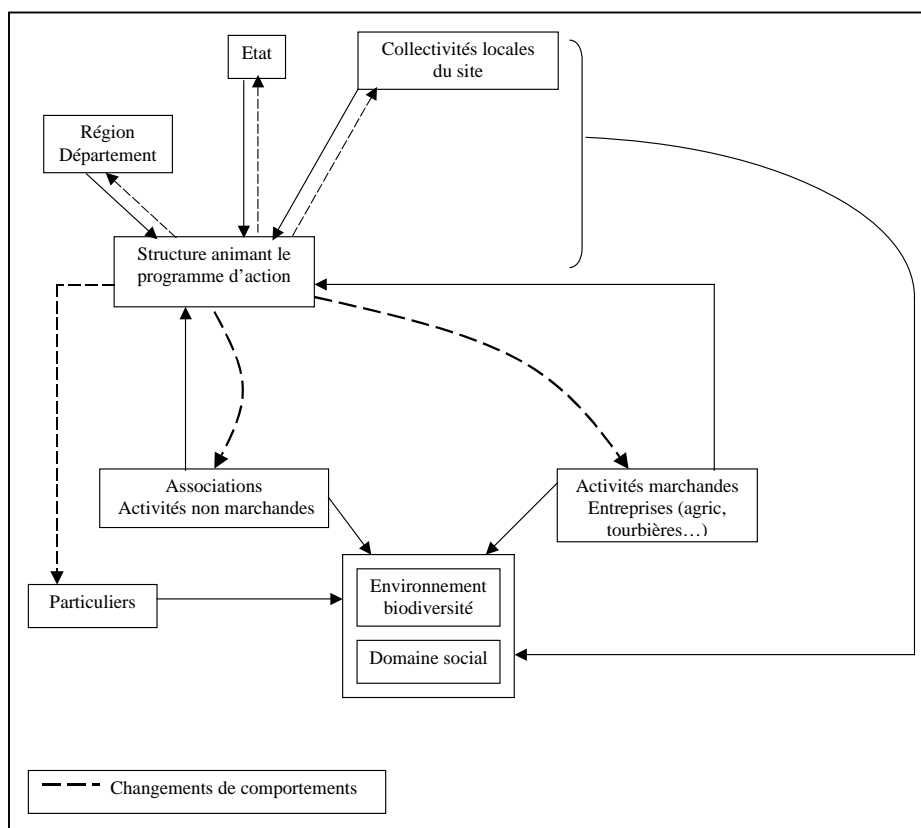 Etat
Collectivités locales
du site
Région
Département
Structure animant le
programme d'action
Associations
Activités non marchandes
Activités marchandes
Entreprises (agric,
tourbières…)
Environnement
biodiversité
Particuliers
Domaine social
Changements de comportements